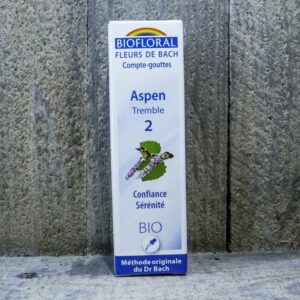 BIOFLORAL
FLEURS DE BACH
Compte-gouttes
Aspen
Tremble
2
Confiance
Sérénité
BIO
Méthode originale
du Dr Bach